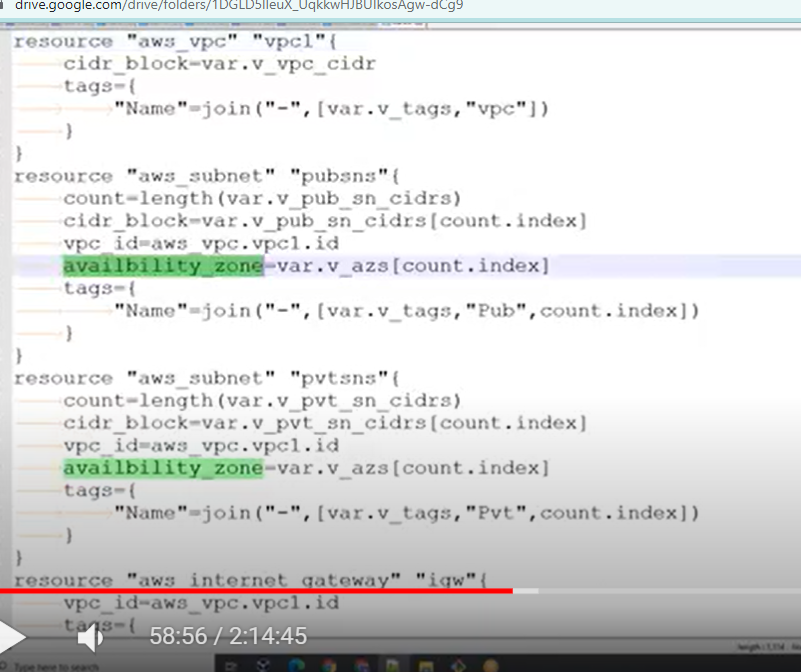 drive.google.com/drive/folders/1DGLD5IleuX_UqkkwHJBUIkosAgw-dCg9
resource "aws_vpc" "vpc1"{
cidr_block=var.v_vpc_cidr
tags={
"Name"=join("-",[var.v_tags,"vpc"])
}
}
resource "aws_subnet" "pubsns"{
count=length(var.v_pub_sn_cidrs)
cidr_block=var.v_pub_sn_cidrs[count.index]
vpc_id=aws_vpc.vpc1.id
availbility_zone=var.v_azs[count.index]
tags={
"Name"=join("-",[var.v_tags,"Pub",count.index])
}
}
resource "aws_subnet" "pvtsns"{
count=length(var.v_pvt_sn_cidrs)
cidr_block=var.v_pvt_sn_cidrs[count.index]
vpc_id=aws_vpc.vpc1.id
availbility_zone=var.v_azs[count.index]
tags={
"Name"=join("-",[var.v_tags,"Pvt",count.index])
}
}
resource "aws_internet_gateway" "igw"{
vpc_id=aws_vpc.vpc1.id
tags={
58:56 / 2:14:45
Type here to search